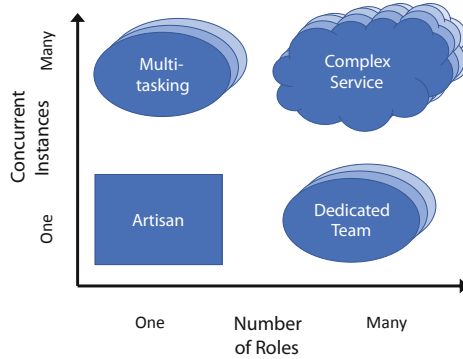 Many
Multi-
tasking
Complex
Service
Concurrent
Instances
One
Artisan
Dedicated
Team
One
Number
of Roles
Many